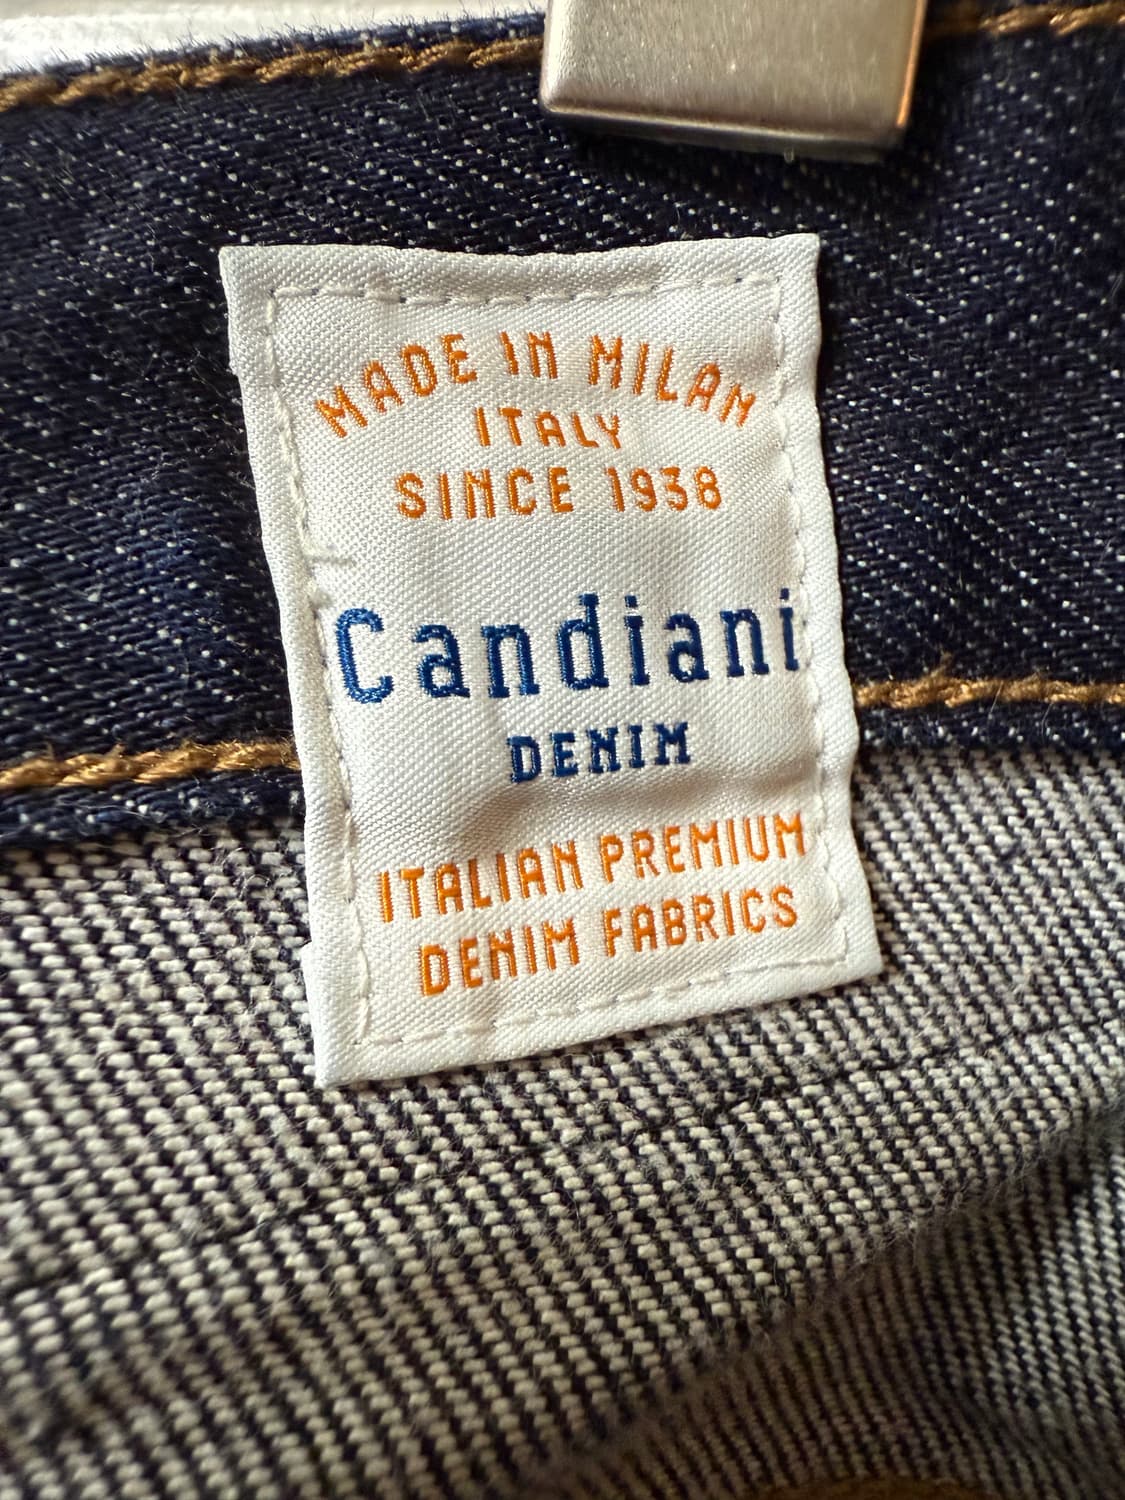 MADE IN MILAN
ITALY
SINCE 1938
Candiani
DENIM
ITALIAN PREMIUM
DENIM FABRICS